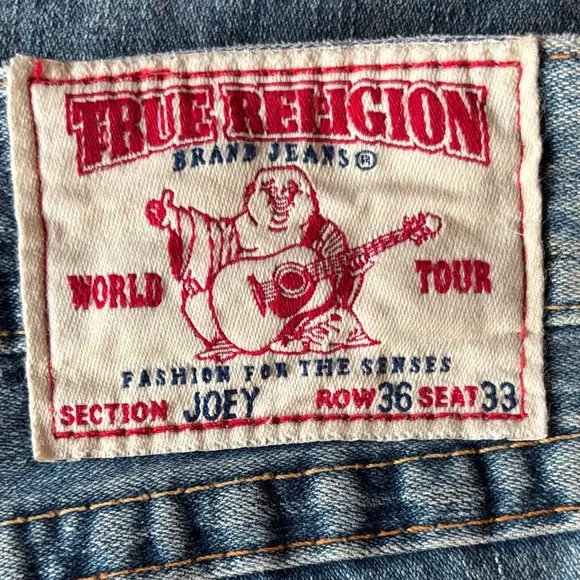 TRUE RELIGION
BRAND JEANS ®
WORLD TOUR
FASHION FOR THE SENSES
SECTION JOEY ROW 36 SEAT 33